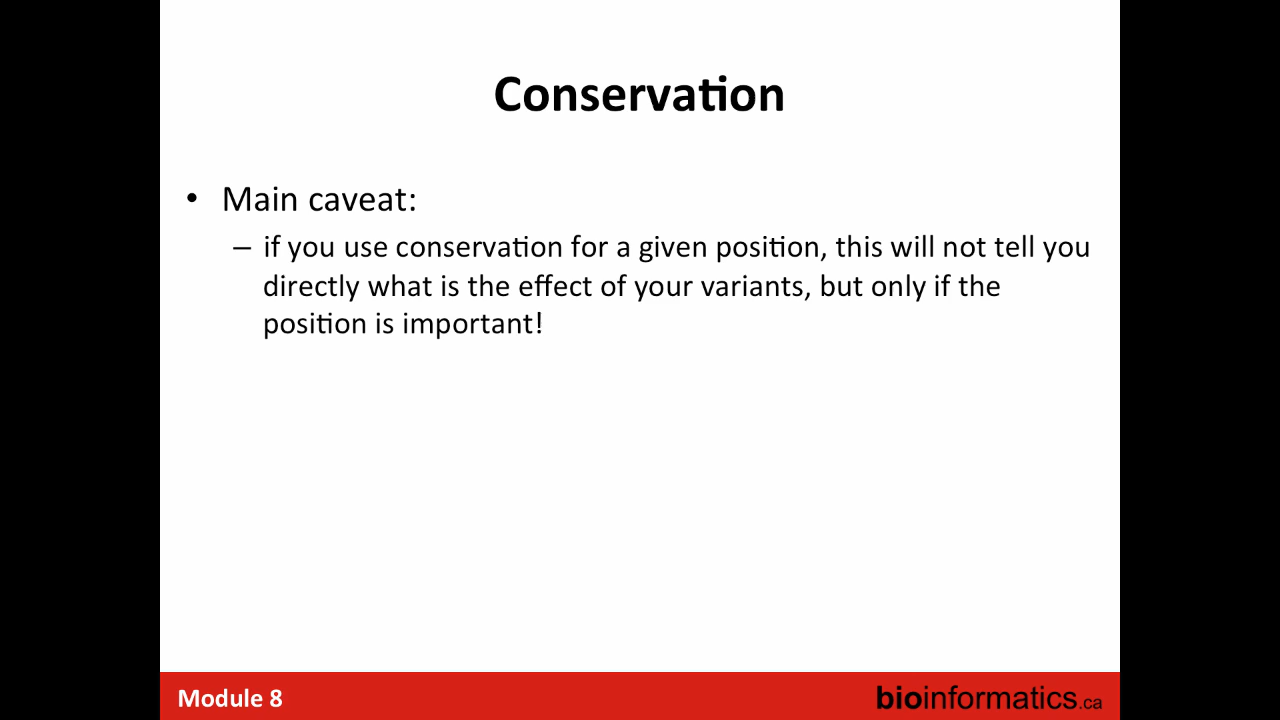 Conservation
• Main caveat:
– if you use conservation for a given position, this will not tell you
directly what is the effect of your variants, but only if the
position is important!
Module 8
bioinformatics.ca